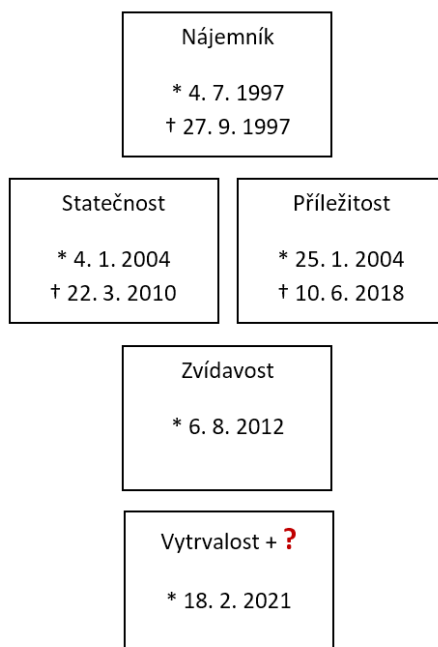 Nájemník
* 4. 7. 1997
† 27. 9. 1997
Statečnost
* 4. 1. 2004
† 22. 3. 2010
Příležitost
* 25. 1. 2004
† 10. 6. 2018
Zvídavost
* 6. 8. 2012
Vytrvalost + ?
* 18. 2. 2021